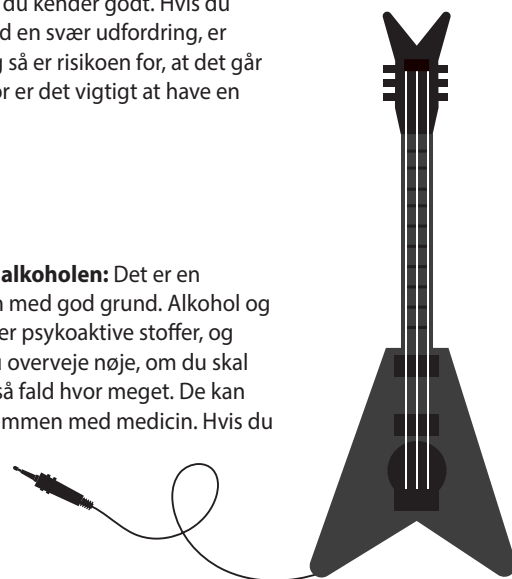 du kender godt. Hvis du
d en svær udfordring, er
g så er risikoen for, at det går
or er det vigtigt at have en
alkoholen: Det er en
n med god grund. Alkohol og
er psykoaktive stoffer, og
u overveje nøje, om du skal
så fald hvor meget. De kan
mmen med medicin. Hvis du